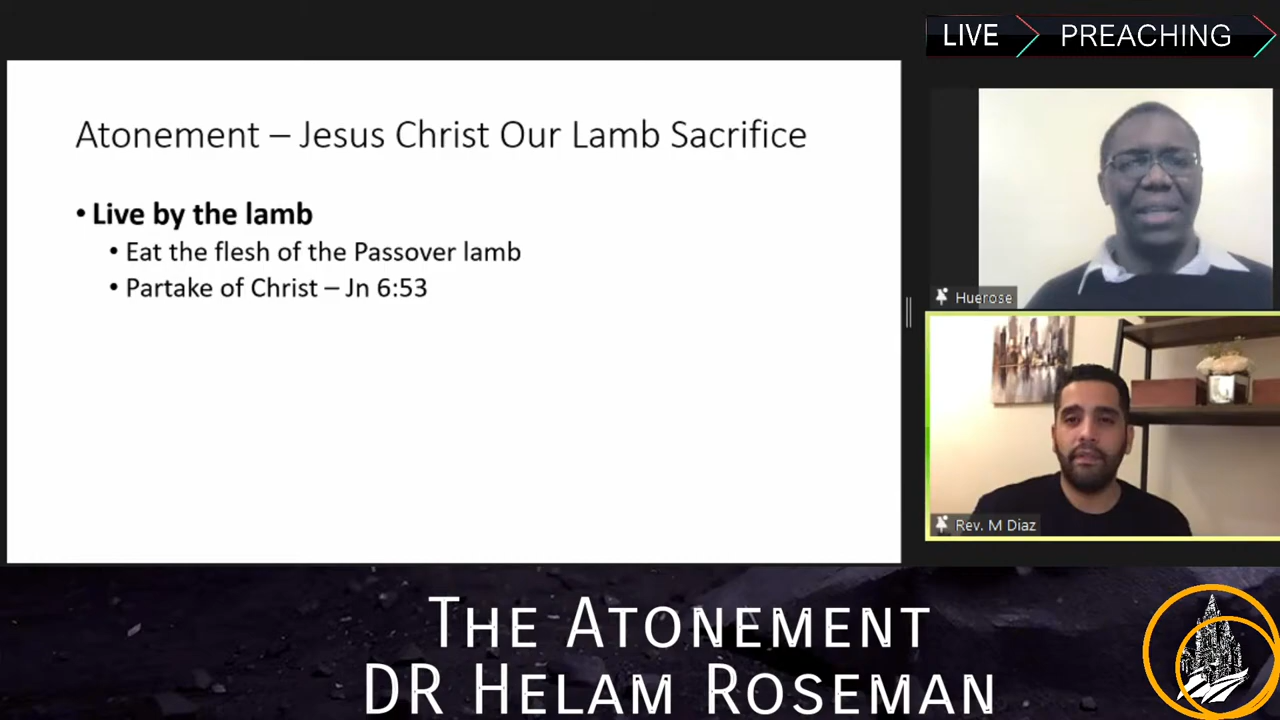 LIVE PREACHING
Atonement – Jesus Christ Our Lamb Sacrifice
• Live by the lamb
• Eat the flesh of the Passover lamb
• Partake of Christ – Jn 6:53
Huerose
Rev. M Diaz
THE ATONEMENT
DR HELAM ROSEMAN